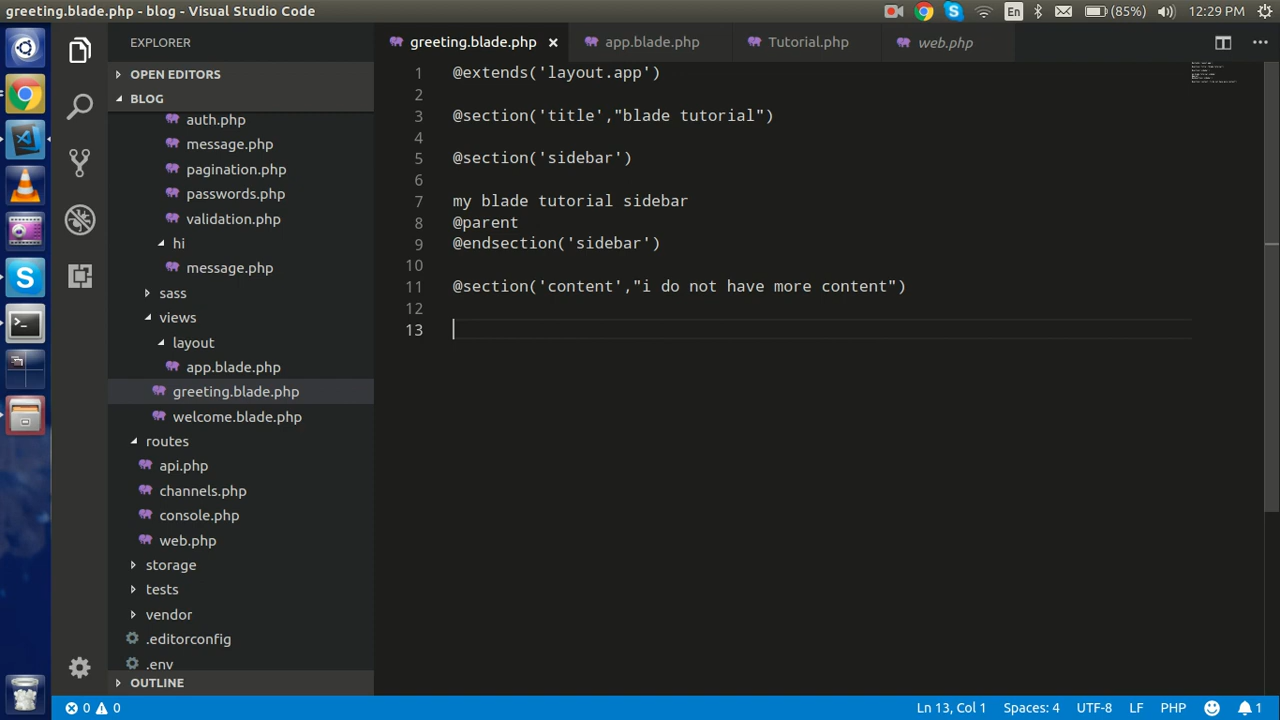 greeting.blade.php - blog - Visual Studio Code
En
(85%)
12:29 PM
EXPLORER
OPEN EDITORS
BLOG
auth.php
message.php
pagination.php
passwords.php
validation.php
hi
message.php
sass
views
layout
app.blade.php
greeting.blade.php
welcome.blade.php
routes
api.php
channels.php
console.php
web.php
storage
tests
vendor
.editorconfig
.env
OUTLINE
greeting.blade.php
app.blade.php
Tutorial.php
web.php
1 @extends('layout.app')
2
3 @section('title',"blade tutorial")
4
5 @section('sidebar')
6
7 my blade tutorial sidebar
8 @parent
9 @endsection('sidebar')
10
11 @section('content',"i do not have more content")
12
13
0
0
Ln 13, Col 1
Spaces: 4
UTF-8
LF
PHP
1